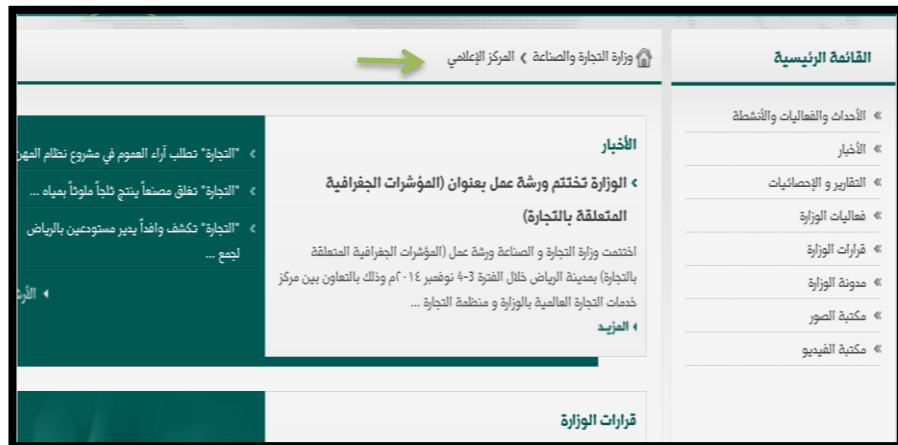 القائمة الرئيسية
» الأحداث والفعاليات والأنشطة
» الأخبار
» التقارير و الإحصائيات
» فعاليات الوزارة
» قرارات الوزارة
» مدونة الوزارة
» مكتبة الصور
» مكتبة الفيديو
وزارة التجارة والصناعة › المركز الإعلامي
الأخبار
› الوزارة تختتم ورشة عمل بعنوان (المؤشرات الجغرافية
المتعلقة بالتجارة)
اختتمت وزارة التجارة و الصناعة ورشة عمل (المؤشرات الجغرافية المتعلقة
بالتجارة) بمدينة الرياض خلال الفترة 3-4 نوفمبر ٢٠١٤م وذلك بالتعاون بين مركز
خدمات التجارة العالمية بالوزارة و منظمة التجارة ...
المزيد
› "التجارة" تطلب آراء العموم في مشروع نظام
› "التجارة" تغلق مصنعاً ينتج ثلجاً ملوثاً بمياه ...
› "التجارة" تكشف وافداً يدير مستودعين بالرياض
لجمع ...
قرارات الوزارة